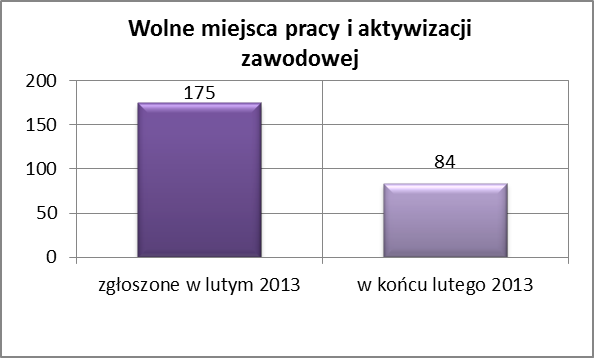 Wolne miejsca pracy i aktywizacji
zawodowej
200
175
150
100
84
50
0
zgłoszone w lutym 2013
w końcu lutego 2013